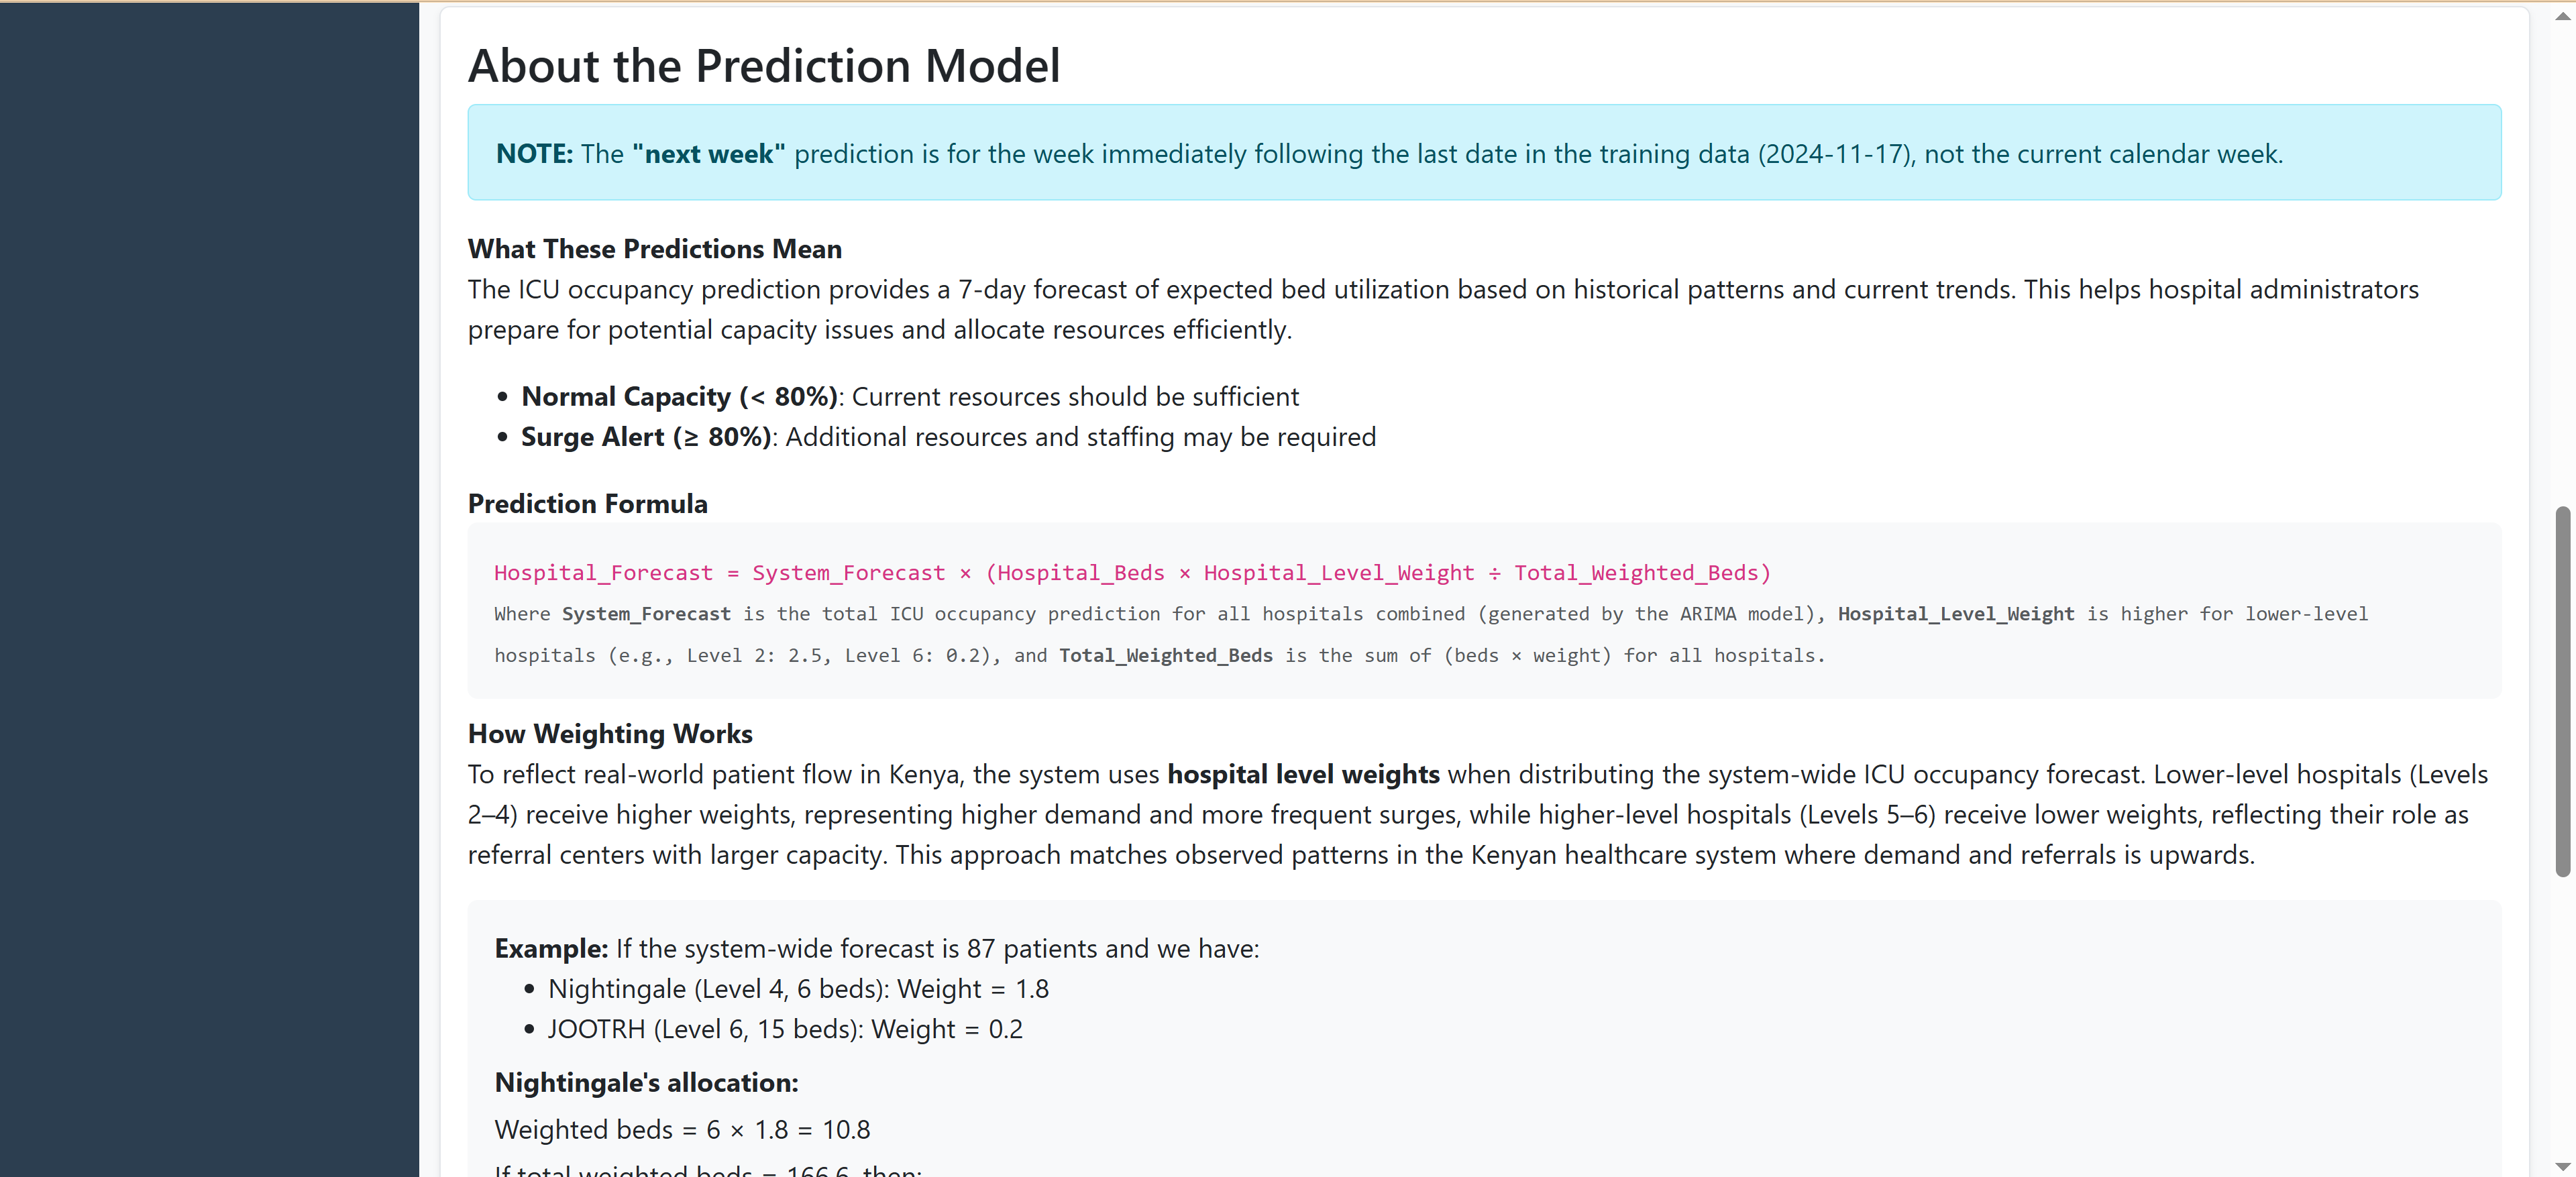 About the Prediction Model
NOTE: The "next week" prediction is for the week immediately following the last date in the training data (2024-11-17), not the current calendar week.
What These Predictions Mean
The ICU occupancy prediction provides a 7-day forecast of expected bed utilization based on historical patterns and current trends. This helps hospital administrators
prepare for potential capacity issues and allocate resources efficiently.
• Normal Capacity (< 80%): Current resources should be sufficient
• Surge Alert (≥ 80%): Additional resources and staffing may be required
Prediction Formula
Hospital_Forecast = System_Forecast × (Hospital_Beds × Hospital_Level_Weight ÷ Total_Weighted_Beds)
Where System_Forecast is the total ICU occupancy prediction for all hospitals combined (generated by the ARIMA model), Hospital_Level_Weight is higher for lower-level
hospitals (e.g., Level 2: 2.5, Level 6: 0.2), and Total_Weighted_Beds is the sum of (beds × weight) for all hospitals.
How Weighting Works
To reflect real-world patient flow in Kenya, the system uses hospital level weights when distributing the system-wide ICU occupancy forecast. Lower-level hospitals (Levels
2–4) receive higher weights, representing higher demand and more frequent surges, while higher-level hospitals (Levels 5–6) receive lower weights, reflecting their role as
referral centers with larger capacity. This approach matches observed patterns in the Kenyan healthcare system where demand and referrals is upwards.
Example: If the system-wide forecast is 87 patients and we have:
• Nightingale (Level 4, 6 beds): Weight = 1.8
• JOOTRH (Level 6, 15 beds): Weight = 0.2
Nightingale's allocation:
Weighted beds = 6 × 1.8 = 10.8
If total weighted beds = 166.6, then: